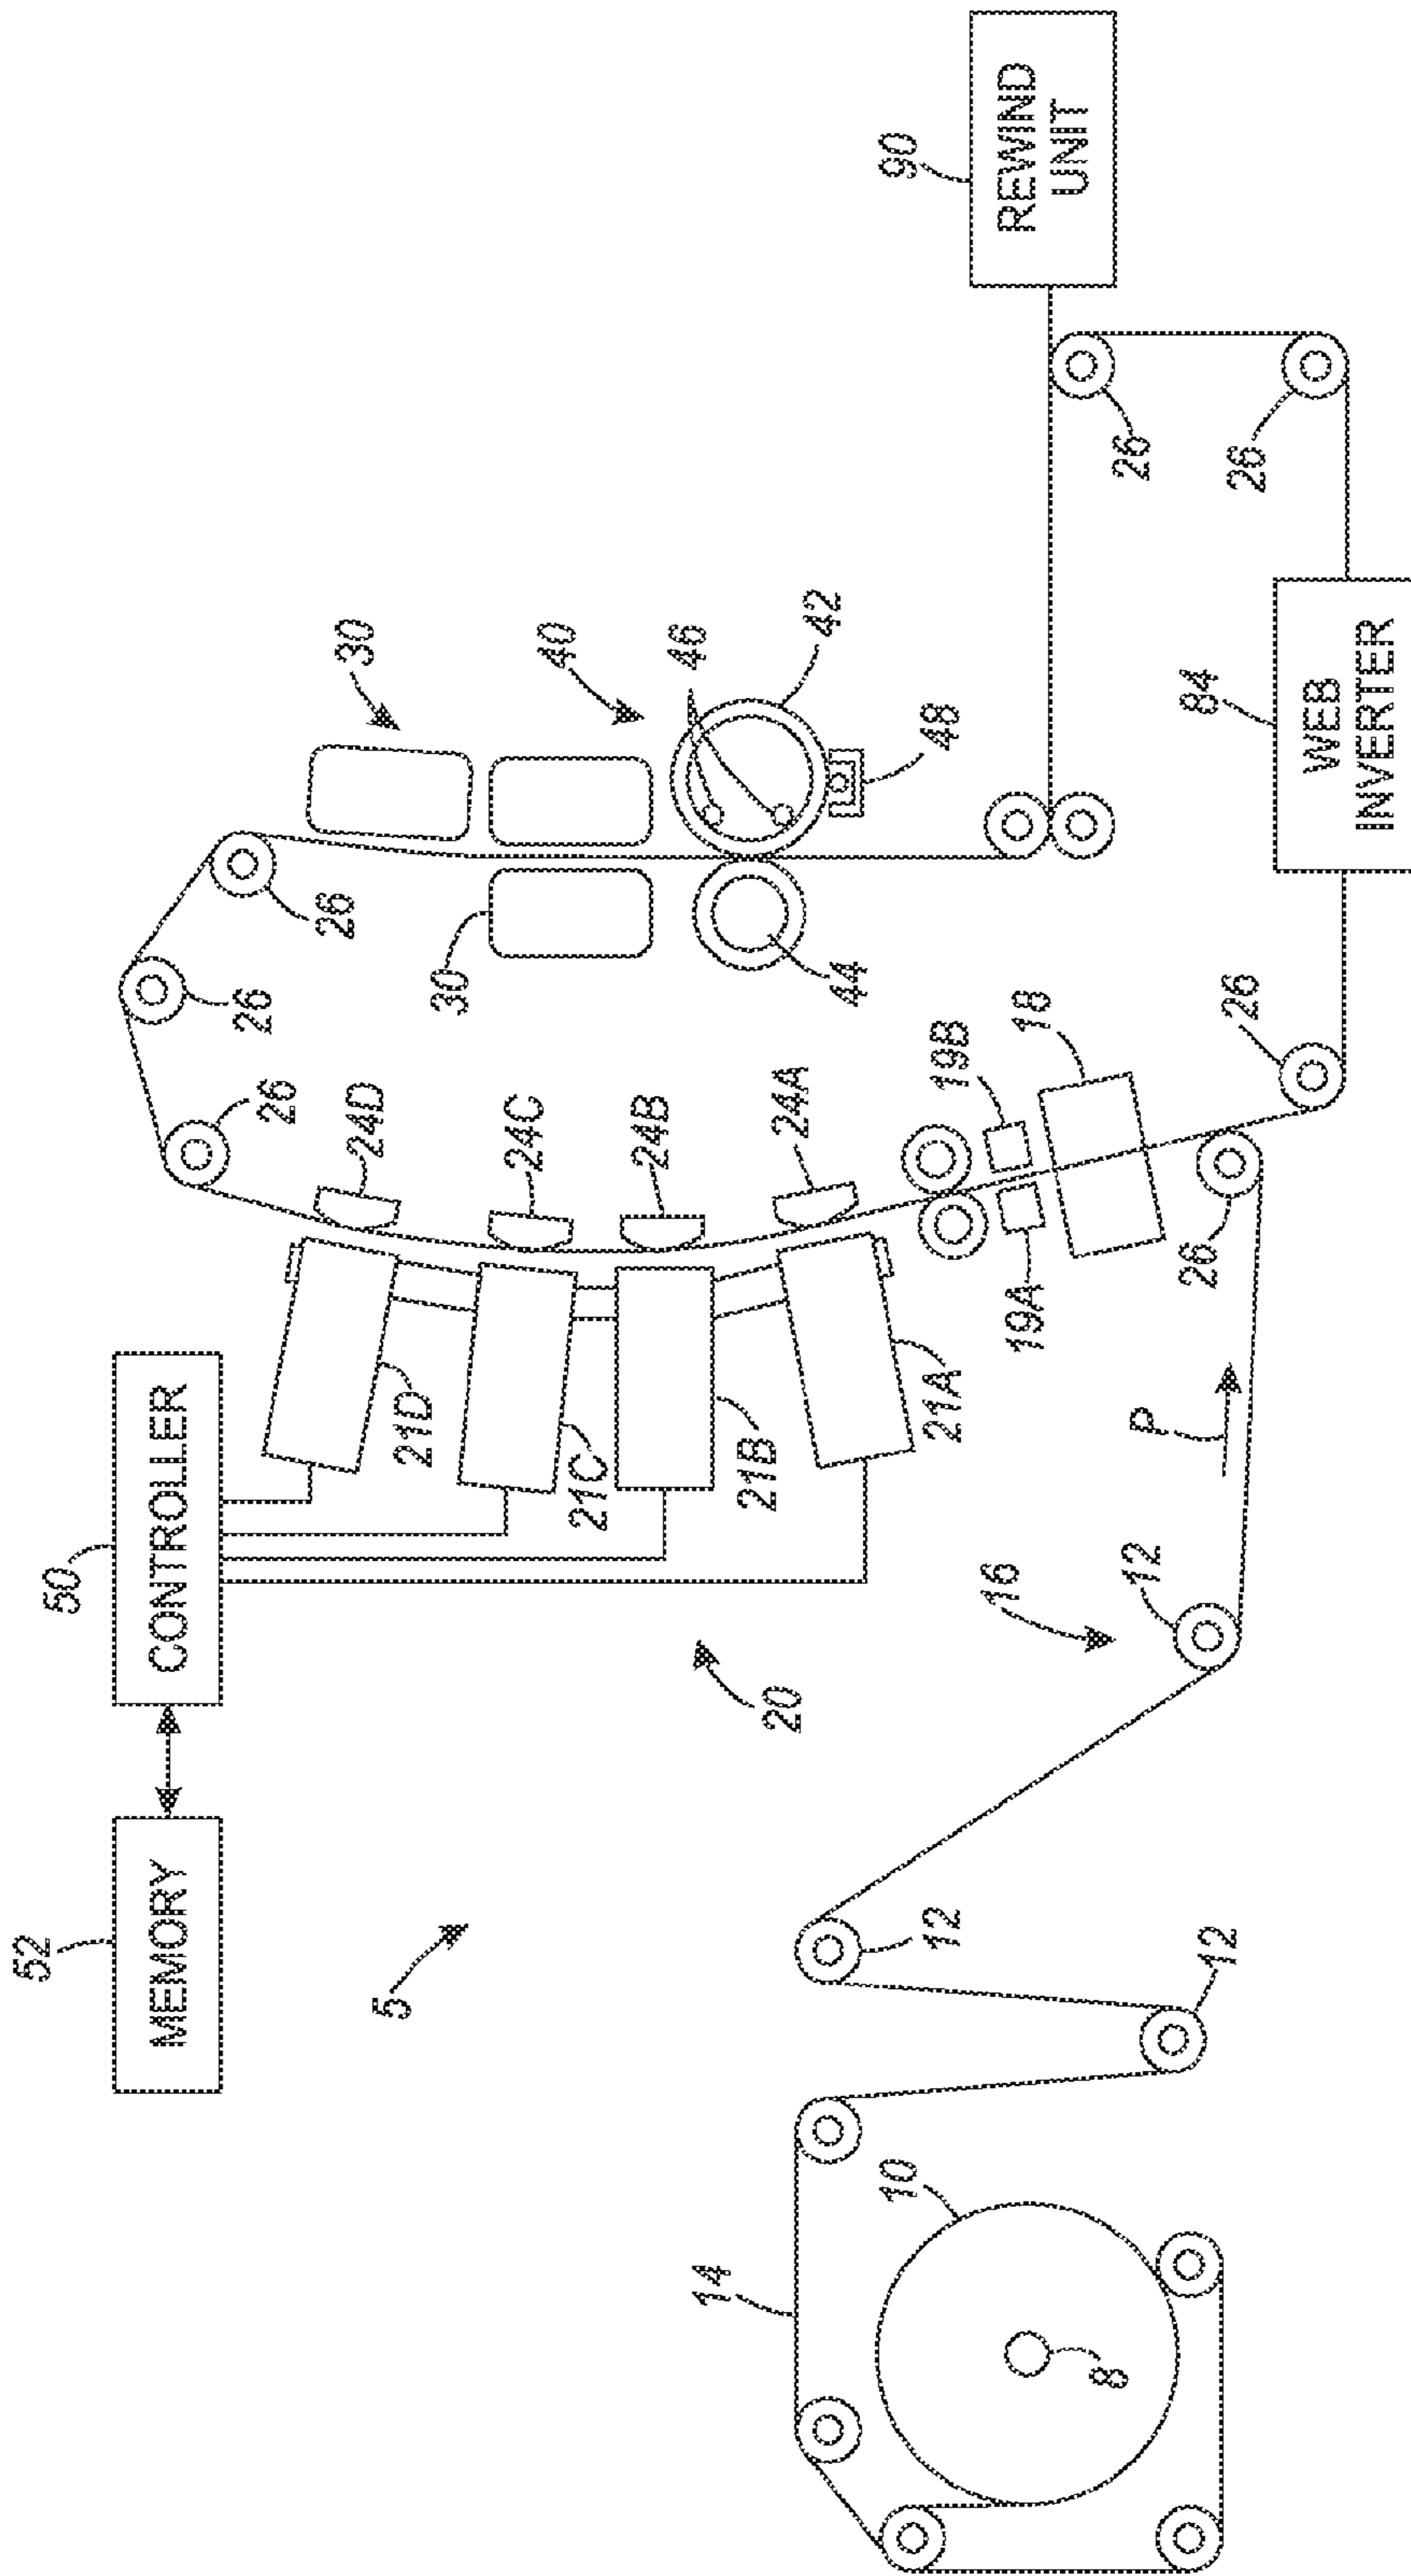 52
50
MEMORY
CONTROLLER
26
26
26
30
24D
5
21D
30
24C
40
21C
24B
46
14
21B
20
24A
42
44
10
90
21A
12
48
19B
16
REWIND
UNIT
19A
18
8
26
12
P
26
84
12
26
26
WEB
INVERTER